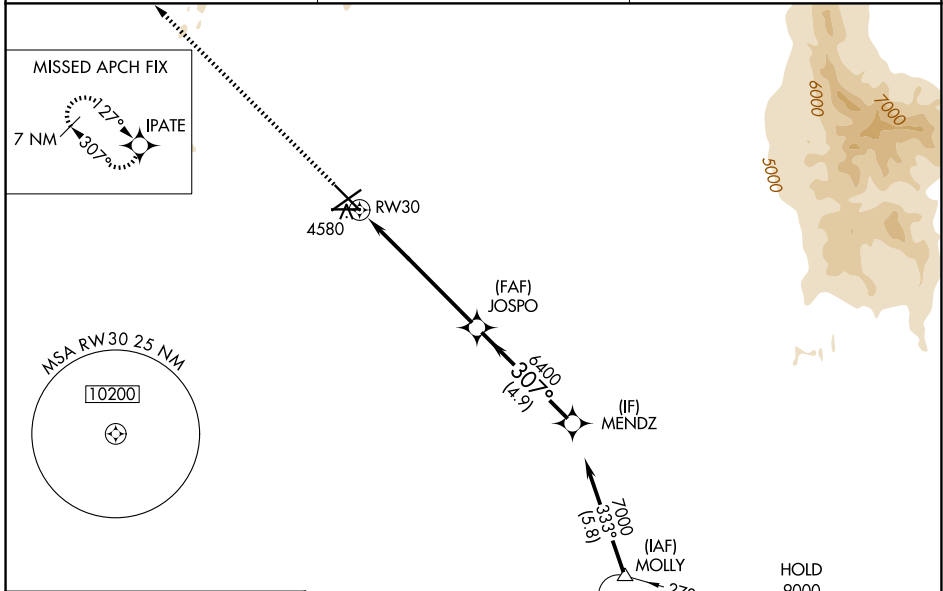 MISSED APCH FIX
127°
IPATE
7 NM
307°
6000
7000
5000
RW30
4580
(FAF)
JOSPO
MSA RW30 25 NM
10200
6400
307°
(4.9)
(IF)
MENDZ
7000
333°
(5.8)
(IAF)
MOLLY
HOLD
9000